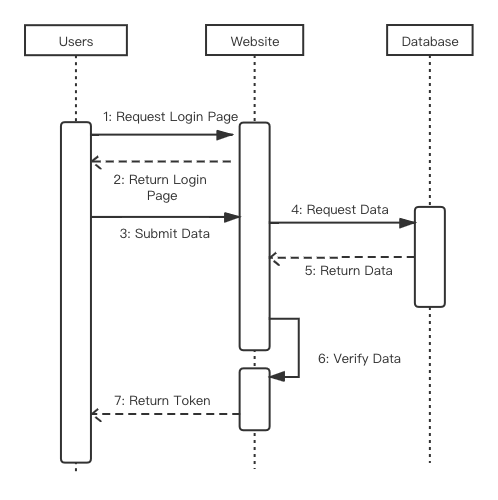 Users
Website
Database
1: Request Login Page
2: Return Login
Page
3: Submit Data
4: Request Data
5: Return Data
6: Verify Data
7: Return Token